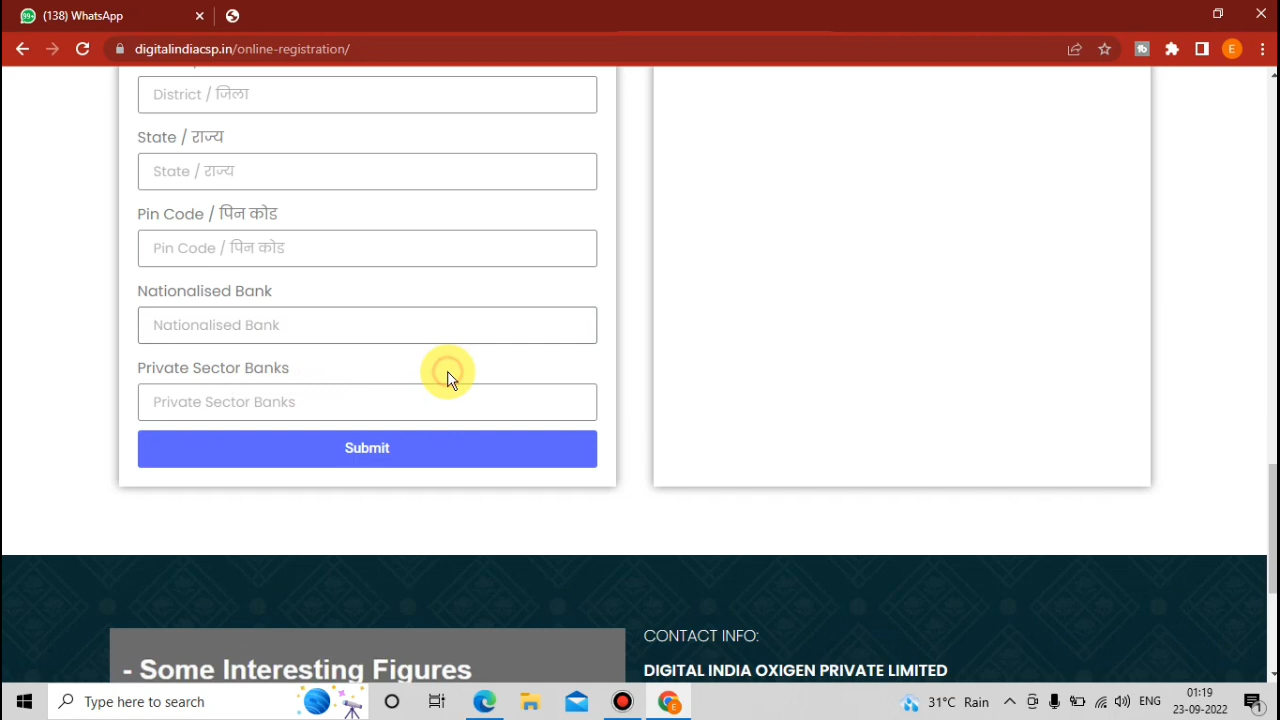 99+ (138) WhatsApp
digitalindiacsp.in/online-registration/
E
District / जिला
State / राज्य
State / राज्य
Pin Code / पिन कोड
Pin Code / पिन कोड
Nationalised Bank
Nationalised Bank
Private Sector Banks
Private Sector Banks
Submit
- Some Interesting Figures
CONTACT INFO:
DIGITAL INDIA OXIGEN PRIVATE LIMITED
Type here to search
31°C Rain
ENG
01:19
23-09-2022
1